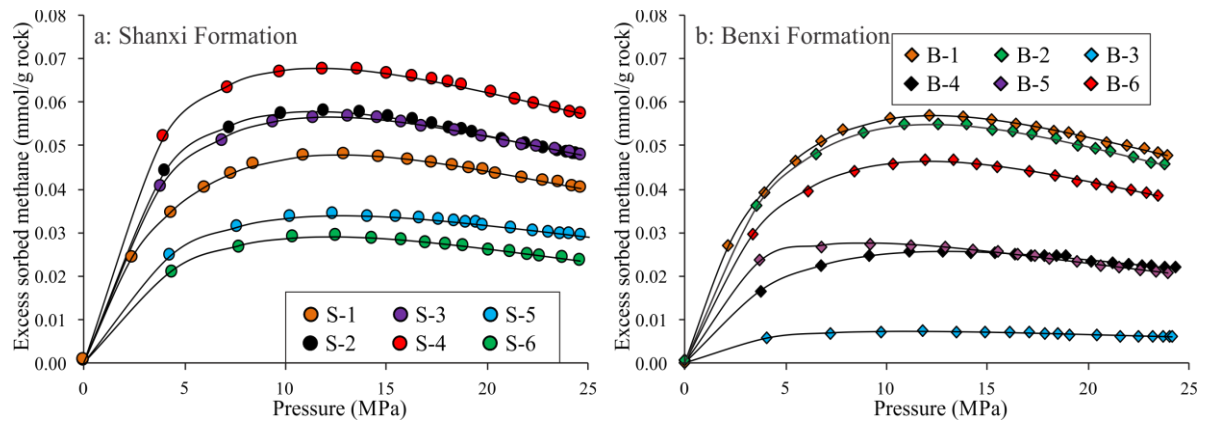 a: Shanxi Formation
Excess sorbed methane (mmol/g rock)
0.08
0.07
0.06
0.05
0.04
0.03
0.02
0.01
0.00
S-1 S-3 S-5
S-2 S-4 S-6
0 5 10 15 20 25
Pressure (MPa)
b: Benxi Formation
Excess sorbed methane (mmol/g rock)
0.08
0.07
0.06
0.05
0.04
0.03
0.02
0.01
0.00
B-1 B-2 B-3
B-4 B-5 B-6
0 5 10 15 20 25
Pressure (MPa)